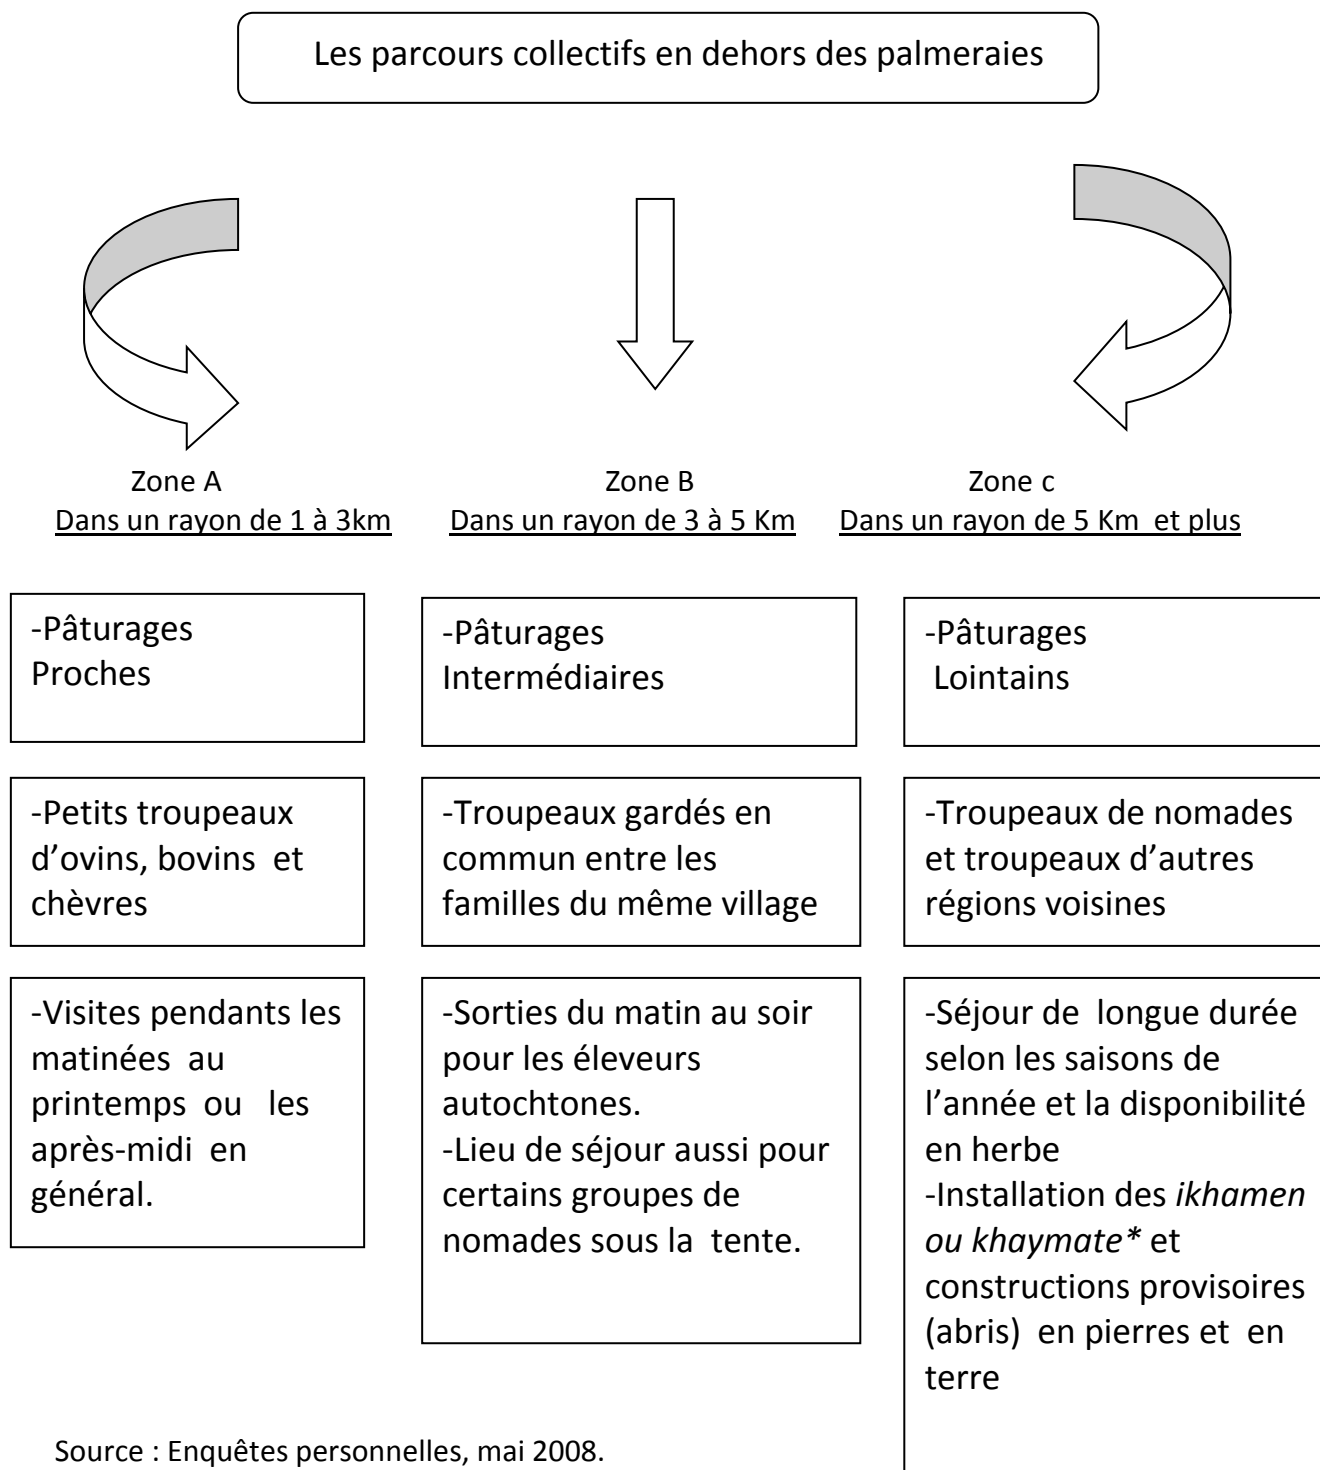 Les parcours collectifs en dehors des palmeraies
Zone A
Dans un rayon de 1 à 3km
Zone B
Dans un rayon de 3 à 5 Km
Zone c
Dans un rayon de 5 Km et plus
-Pâturages
Proches
-Pâturages
Intermédiaires
-Pâturages
Lointains
-Petits troupeaux
d’ovins, bovins et
chèvres
-Troupeaux gardés en
commun entre les
familles du même village
-Troupeaux de nomades
et troupeaux d’autres
régions voisines
-Visites pendants les
matinées au
printemps ou les
après-midi en
général.
-Sorties du matin au soir
pour les éleveurs
autochtones.
-Lieu de séjour aussi pour
certains groupes de
nomades sous la tente.
-Séjour de longue durée
selon les saisons de
l’année et la disponibilité
en herbe
-Installation des ikhamen
ou khaymate* et
constructions provisoires
(abris) en pierres et en
terre
Source : Enquêtes personnelles, mai 2008.